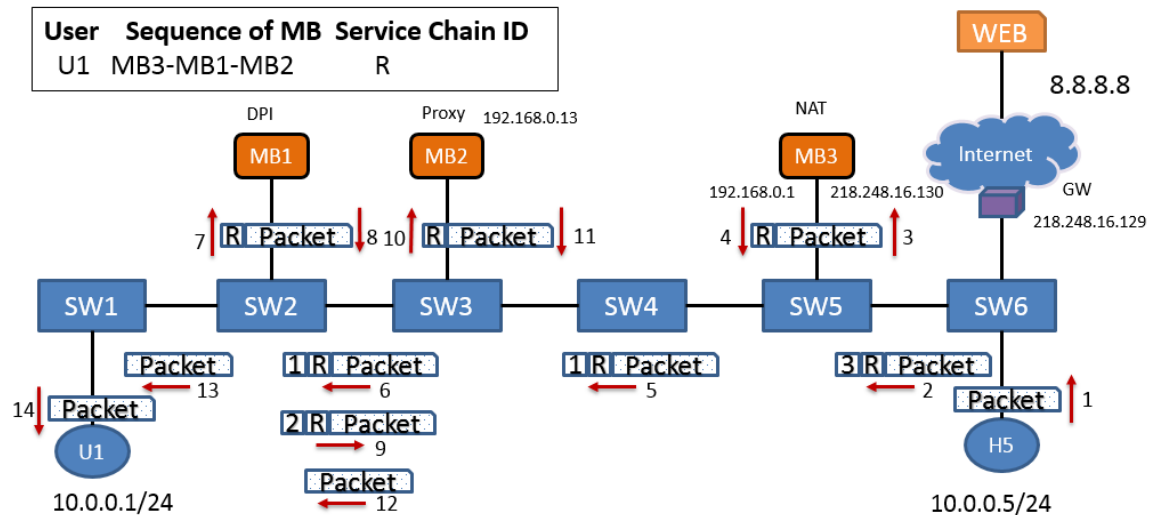 User Sequence of MB Service Chain ID
U1 MB3-MB1-MB2 R
WEB
8.8.8.8
DPI
Proxy 192.168.0.13
NAT
MB1
MB2
MB3
Internet
GW
192.168.0.1
218.248.16.130
218.248.16.129
7 R Packet 8
10 R Packet 11
4 R Packet 3
SW1
SW2
SW3
SW4
SW5
SW6
Packet
13
1 R Packet
6
1 R Packet
5
3 R Packet
2
14 Packet
Packet 1
2 R Packet
9
U1
H5
Packet
12
10.0.0.1/24
10.0.0.5/24